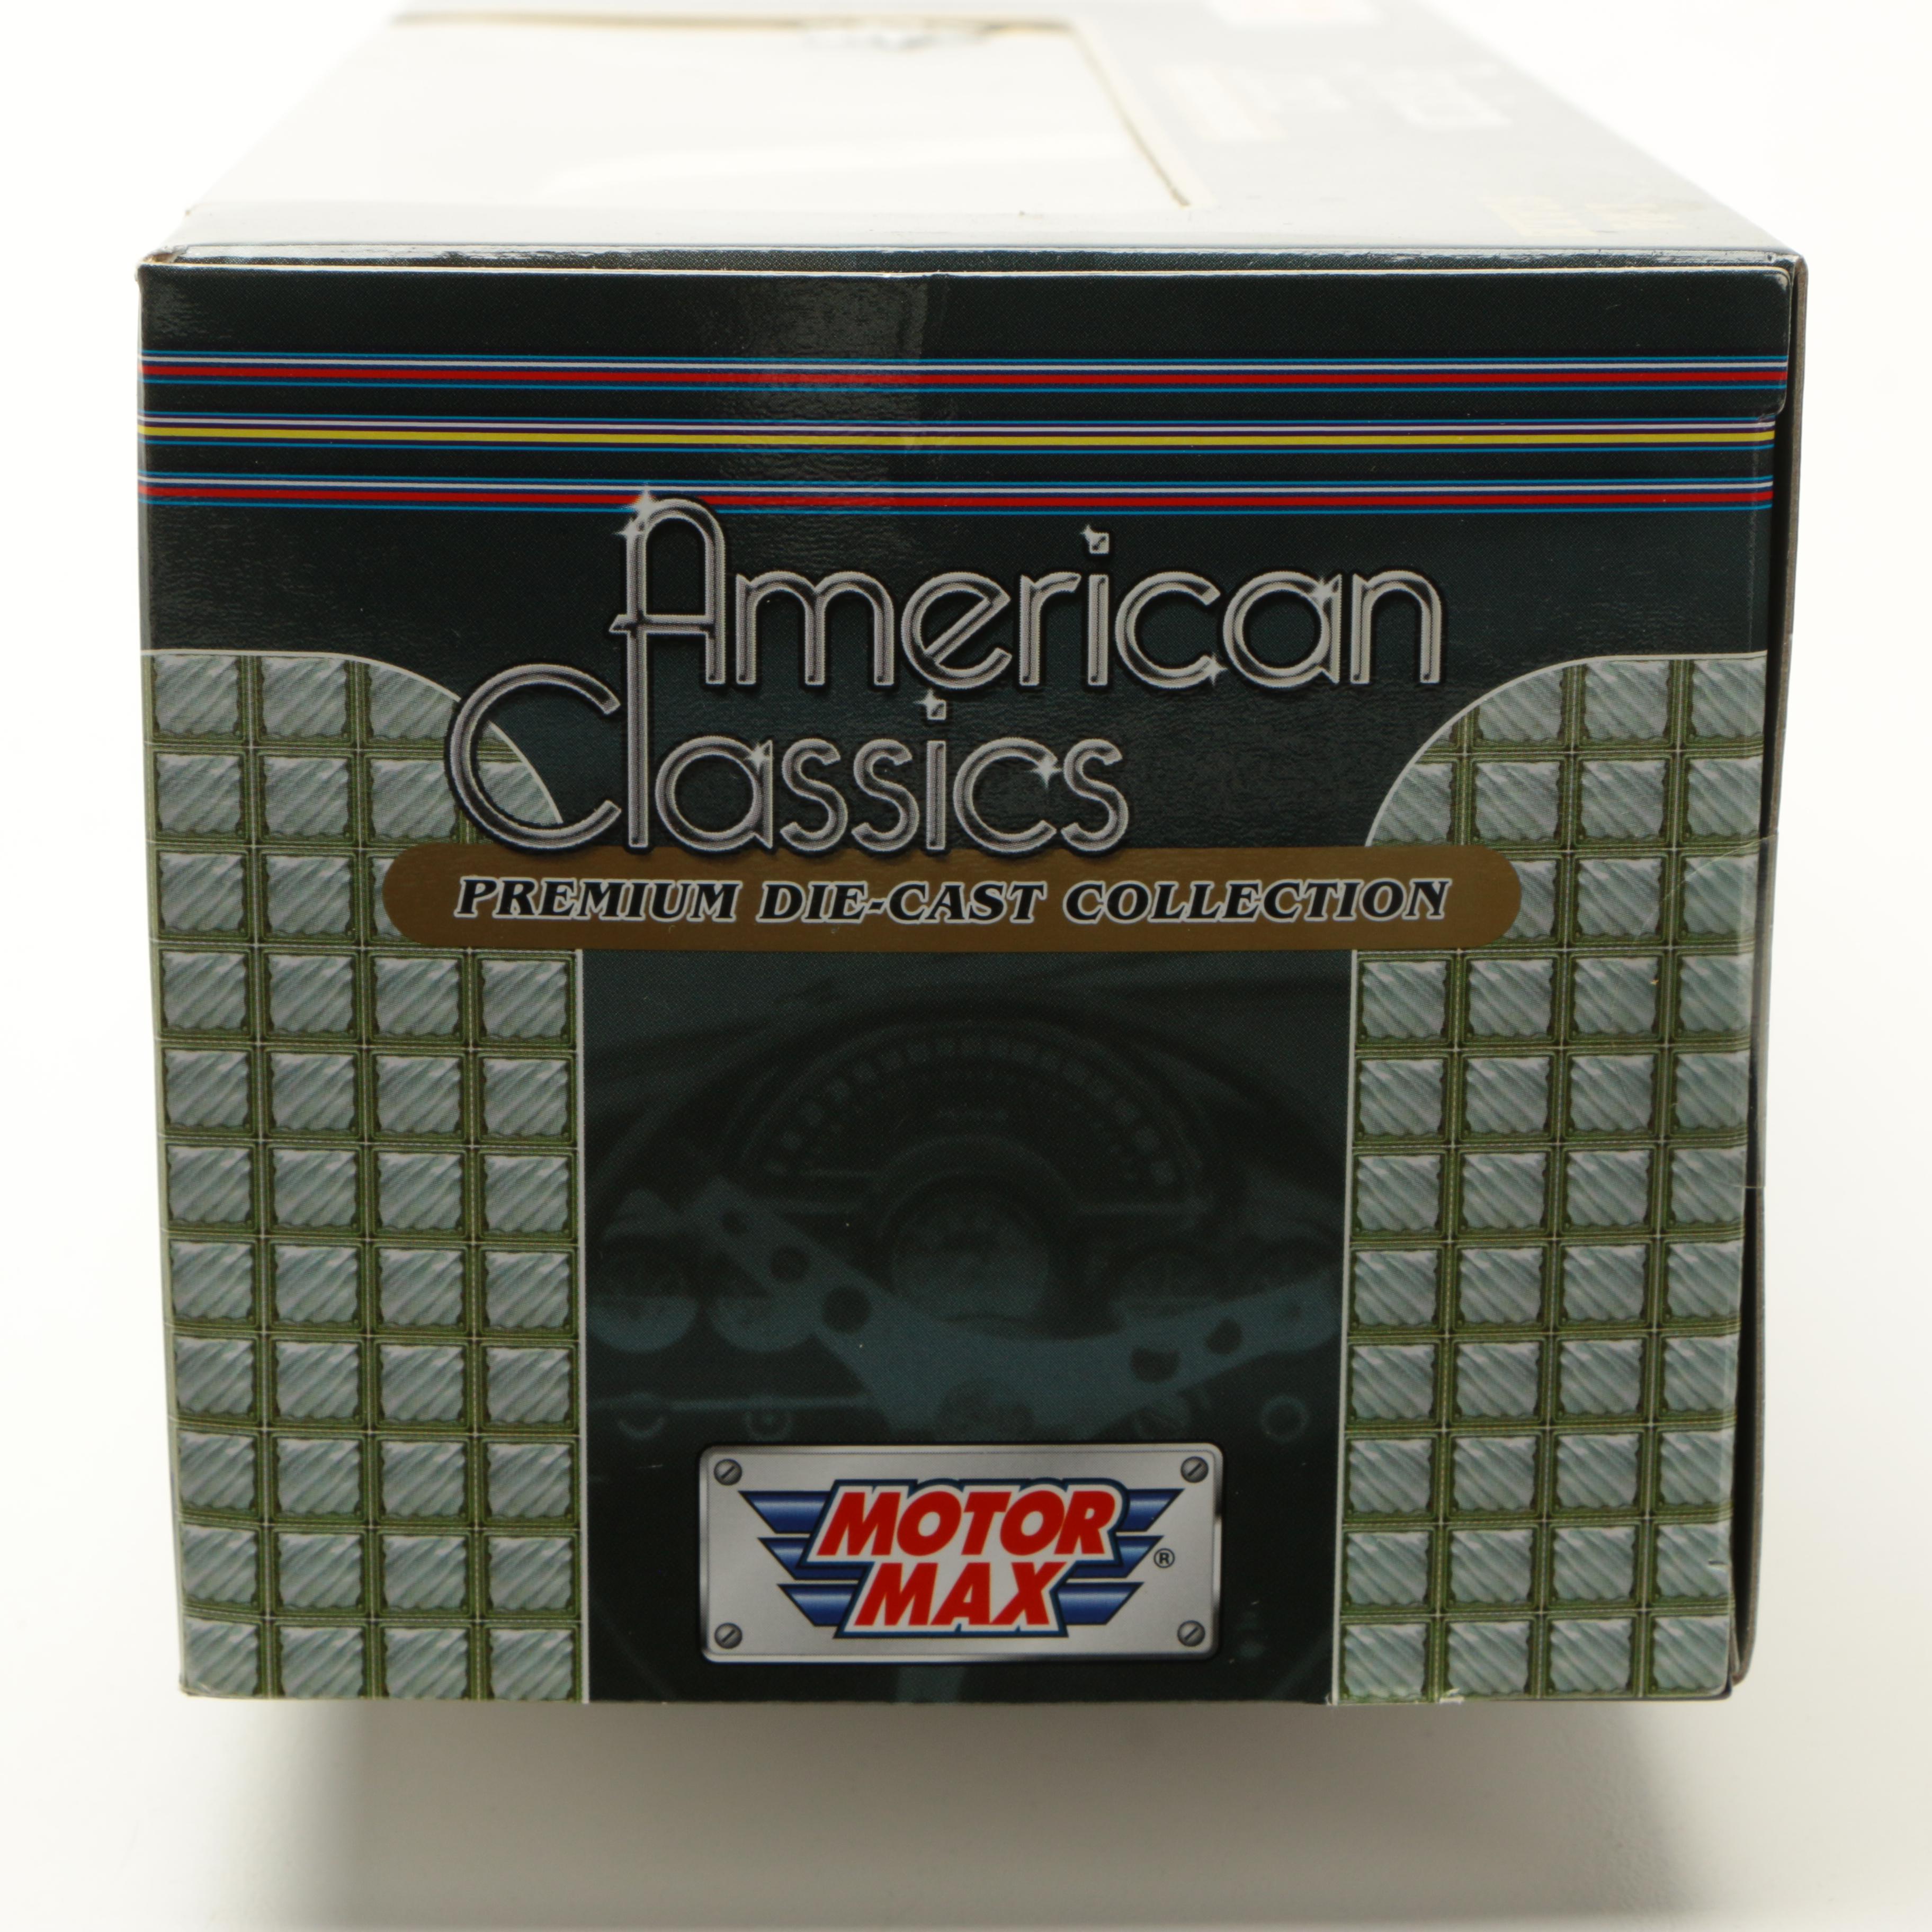 American
Classics
PREMIUM DIE-CAST COLLECTION
MOTOR
MAX®